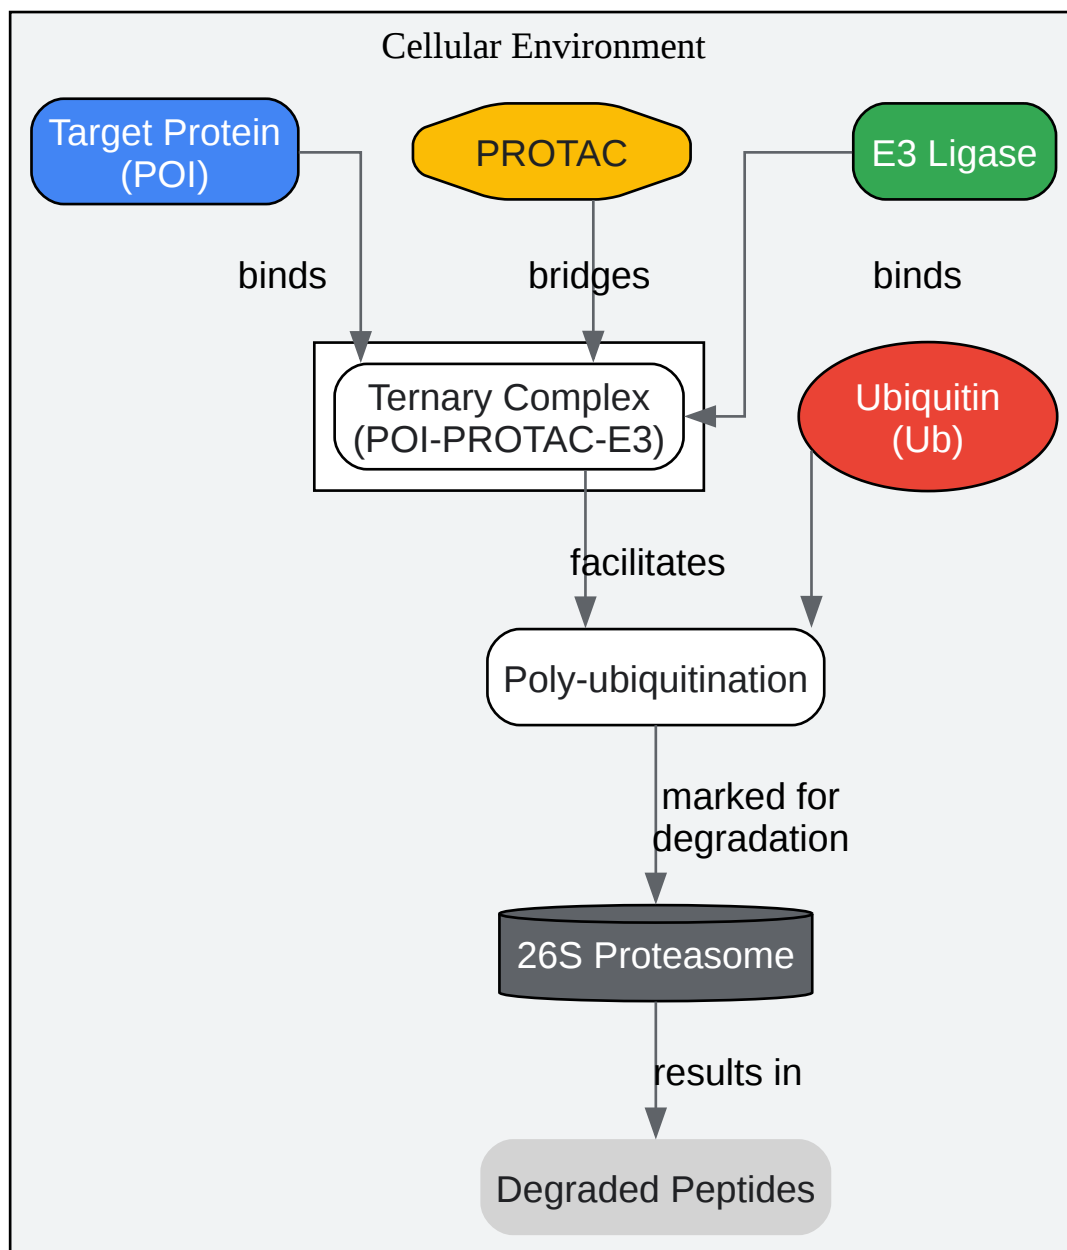 Cellular Environment
Target Protein
(POI)
PROTAC
E3 Ligase
binds
bridges
binds
Ternary Complex
(POI-PROTAC-E3)
Ubiquitin
(Ub)
facilitates
Poly-ubiquitination
marked for
degradation
26S Proteasome
results in
Degraded Peptides